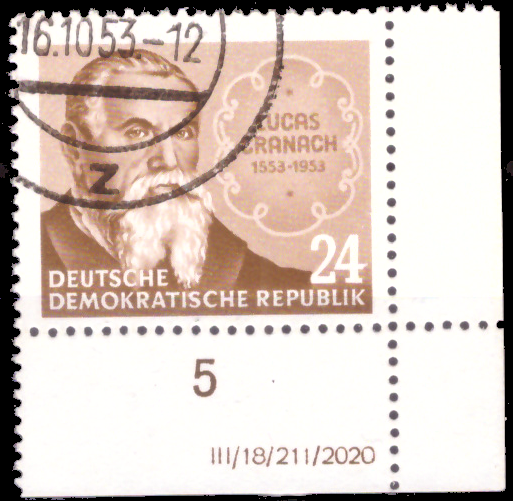 16.10 53-12
Z
LUCAS
CRANACH
1553-1953
24
DEUTSCHE
DEMOKRATISCHE REPUBLIK
5
III/18/211/2020